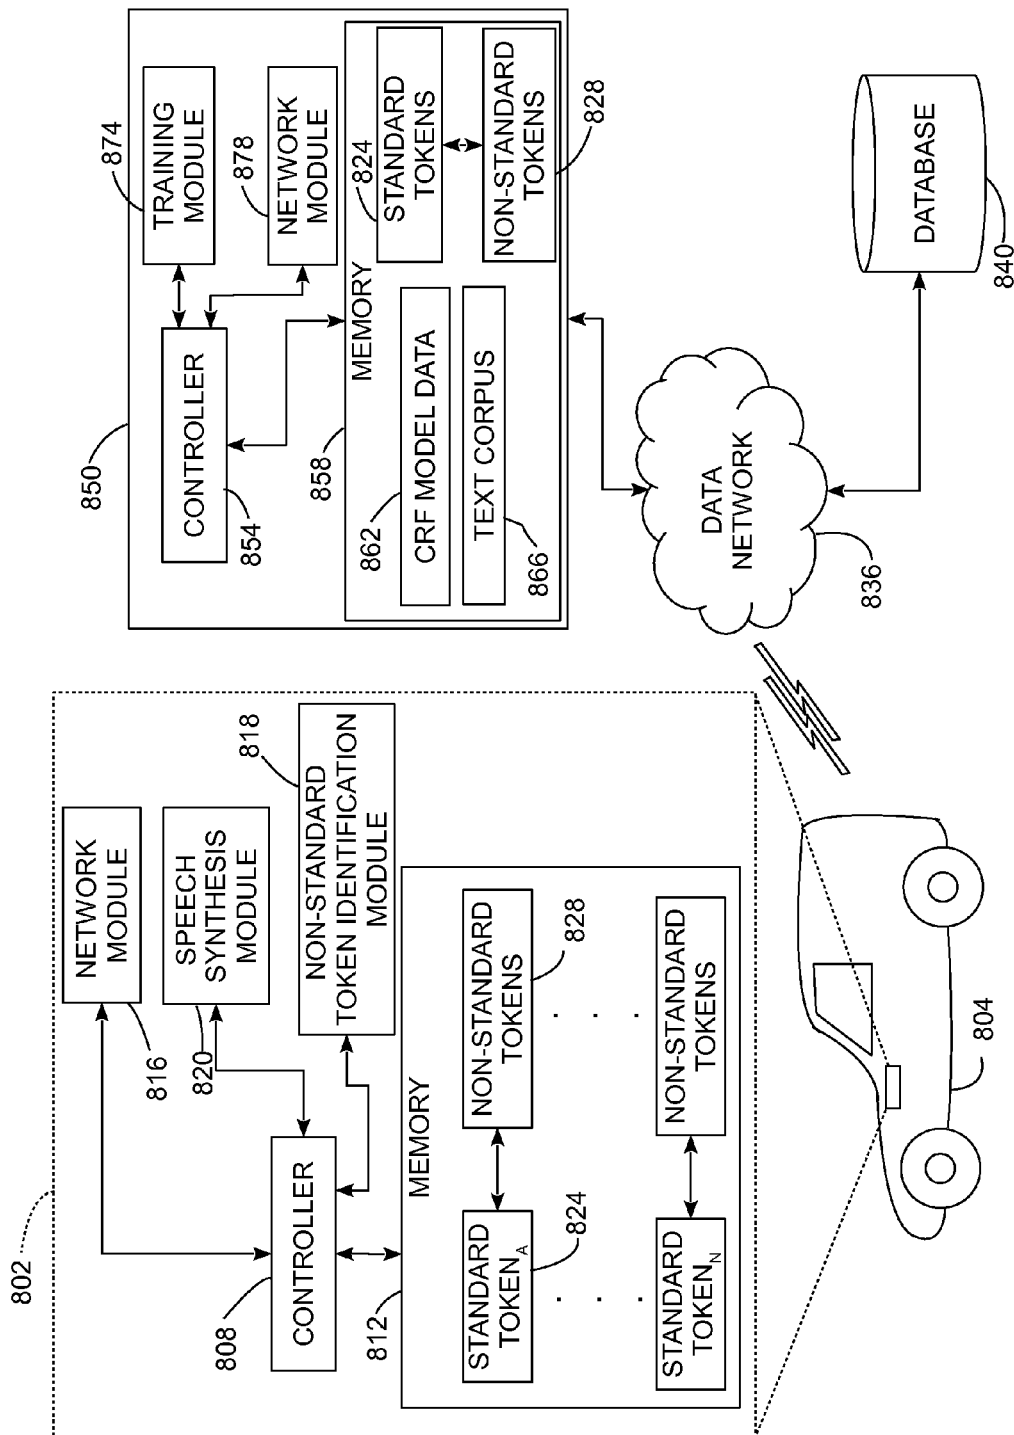 802
NETWORK
MODULE
816
SPEECH
SYNTHESIS
MODULE
820
NON-STANDARD
TOKEN IDENTIFICATION
MODULE
818
CONTROLLER
808
MEMORY
812
STANDARD
TOKENA
824
NON-STANDARD
TOKENS
828
. . .
. . .
STANDARD
TOKENN
NON-STANDARD
TOKENS
804
850
TRAINING
MODULE
874
CONTROLLER
854
NETWORK
MODULE
878
MEMORY
858
CRF MODEL DATA
862
TEXT CORPUS
866
STANDARD
TOKENS
824
NON-STANDARD
TOKENS
828
DATA
NETWORK
836
DATABASE
840